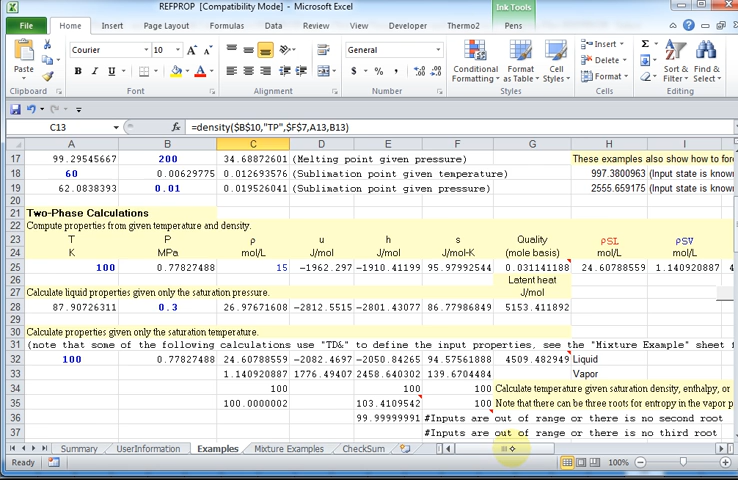 REFPROP [Compatibility Mode] - Microsoft Excel
Ink Tools
File Home Insert Page Layout Formulas Data Review View Developer Thermo2 Pens
Paste
Courier 10 A A
General
B I U A
$ % ,
Conditional Formatting
Format as Table
Cell Styles
Insert
Delete
Format
Σ
Sort & Filter
Find & Select
Clipboard Font Alignment Number Styles Cells Editing
C13 fx =density($B$10,"TP",$F$7,A13,B13)
A B C D E F G H I
17 99.29545667 200 34.68872601 (Melting point given pressure) These examples also show how to for
18 60 0.00629775 0.012693576 (Sublimation point given temperature) 997.3800963 (Input state is known
19 62.0838393 0.01 0.019526041 (Sublimation point given pressure) 2555.659175 (Input state is known
20
21 Two-Phase Calculations
22 Compute properties from given temperature and density.
23 T P ρ u h s Quality ρSL ρSV
24 K MPa mol/L J/mol J/mol J/mol-K (mole basis) mol/L mol/L
25 100 0.77827488 15 -1962.297 -1910.41199 95.97992544 0.031141188 24.60788559 1.140920887 4
26 Latent heat
27 Calculate liquid properties given only the saturation pressure. J/mol
28 87.90726311 0.3 26.97671608 -2812.5515 -2801.43077 86.77986849 5153.411892
29
30 Calculate properties given only the saturation temperature.
31 (note that some of the following calculations use "TD&" to define the input properties, see the "Mixture Example" sheet f
32 100 0.77827488 24.60788559 -2082.4697 -2050.84265 94.57561888 4509.482949 Liquid
33 1.140920887 1776.49407 2458.640302 139.6704484 Vapor
34 100 100 100 Calculate temperature given saturation density, enthalpy, or
35 100.0000002 103.4109542 100 Note that there can be three roots for entropy in the vapor p
36 99.99999991 #Inputs are out of range or there is no second root
37 #Inputs are out of range or there is no third root
Summary UserInformation Examples Mixture Examples CheckSum
Ready 100%